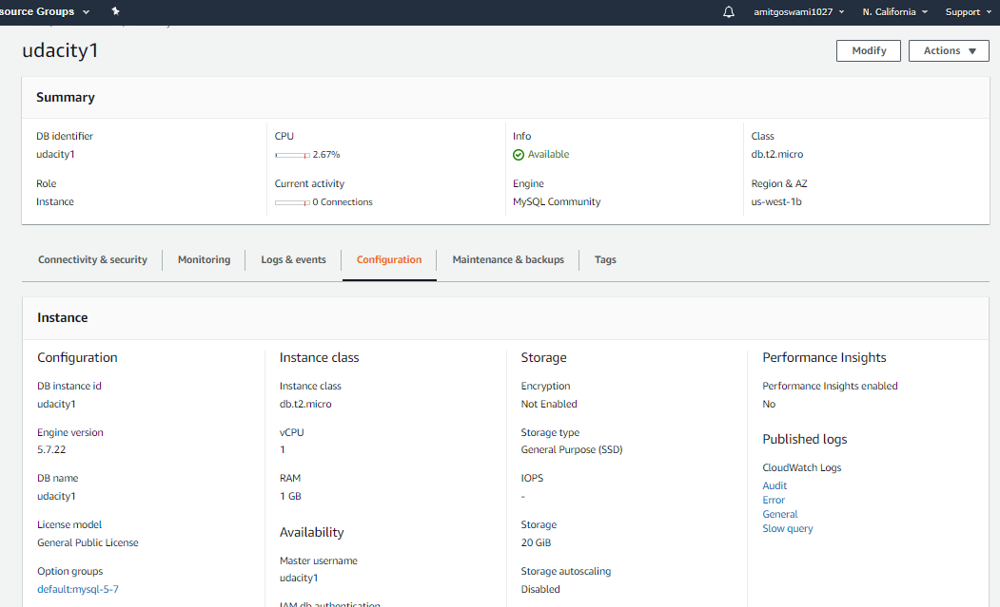 source Groups
amitgoswami1027
N. California
Support
udacity1
Modify
Actions
Summary
DB identifier
udacity1
CPU
2.67%
Info
Available
Class
db.t2.micro
Role
Instance
Current activity
0 Connections
Engine
MySQL Community
Region & AZ
us-west-1b
Connectivity & security
Monitoring
Logs & events
Configuration
Maintenance & backups
Tags
Instance
Configuration
DB instance id
udacity1
Engine version
5.7.22
DB name
udacity1
License model
General Public License
Option groups
default:mysql-5-7
Instance class
Instance class
db.t2.micro
vCPU
1
RAM
1 GB
Availability
Master username
udacity1
IAM db authentication
Storage
Encryption
Not Enabled
Storage type
General Purpose (SSD)
IOPS
-
Storage
20 GiB
Storage autoscaling
Disabled
Performance Insights
Performance Insights enabled
No
Published logs
CloudWatch Logs
Audit
Error
General
Slow query